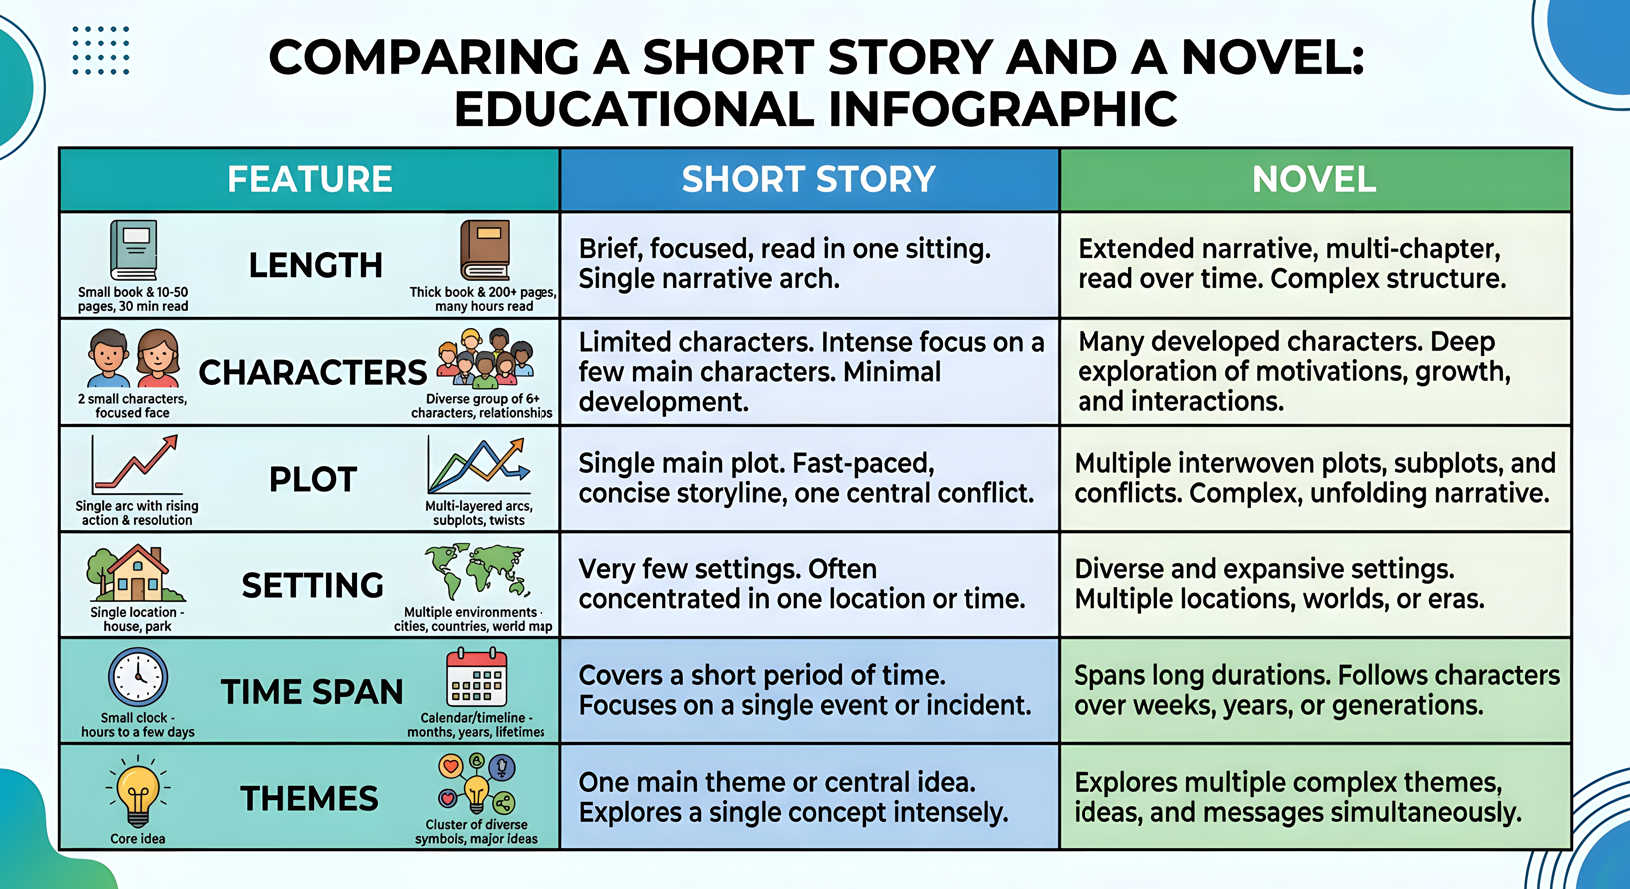 COMPARING A SHORT STORY AND A NOVEL:
EDUCATIONAL INFOGRAPHIC
FEATURE
SHORT STORY
NOVEL
Small book & 10-50
pages, 30 min read
LENGTH
Thick book & 200+ pages,
many hours read
Brief, focused, read in one sitting.
Single narrative arch.
Extended narrative, multi-chapter,
read over time. Complex structure.
2 small characters,
focused face
CHARACTERS
Diverse group of 6+
characters, relationships
Limited characters. Intense focus on a
few main characters. Minimal
development.
Many developed characters. Deep
exploration of motivations, growth,
and interactions.
Single arc with rising
action & resolution
PLOT
Multi-layered arcs,
subplots, twists
Single main plot. Fast-paced,
concise storyline, one central conflict.
Multiple interwoven plots, subplots, and
conflicts. Complex, unfolding narrative.
Single location -
house, park
SETTING
Multiple environments -
cities, countries, world map
Very few settings. Often
concentrated in one location or time.
Diverse and expansive settings.
Multiple locations, worlds, or eras.
Small clock -
hours to a few days
TIME SPAN
Calendar/timeline -
months, years, lifetimes
Covers a short period of time.
Focuses on a single event or incident.
Spans long durations. Follows characters
over weeks, years, or generations.
Core idea
THEMES
Cluster of diverse
symbols, major ideas
One main theme or central idea.
Explores a single concept intensely.
Explores multiple complex themes,
ideas, and messages simultaneously.